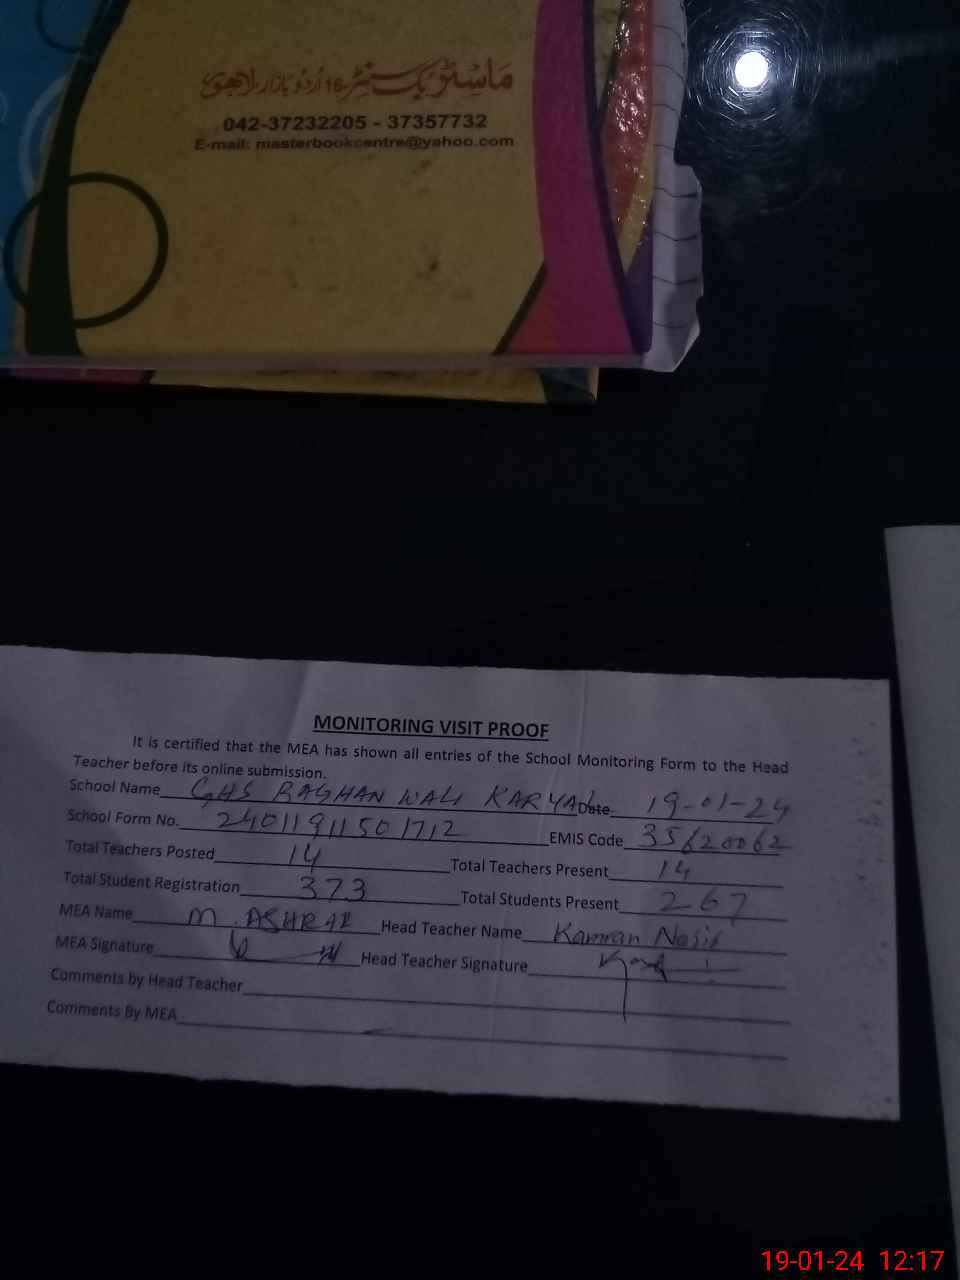 ماسٹر بک سنٹر 16 اُردو بازار لاہور
042-37232205 - 37357732
E-mail: masterbookcentre@yahoo.com
MONITORING VISIT PROOF
It is certified that the MEA has shown all entries of the School Monitoring Form to the Head
Teacher before its online submission.
School Name GHS RAGHAN WALI Date 19-01-24
School Form No. 24011911501712 EMIS Code 35620062
Total Teachers Posted 14 Total Teachers Present 14
Total Student Registration 373 Total Students Present 267
MEA Name M. ASHRAF Head Teacher Name Kamran Nasir
MEA Signature Head Teacher Signature
Comments by Head Teacher
Comments By MEA
19-01-24 12:17